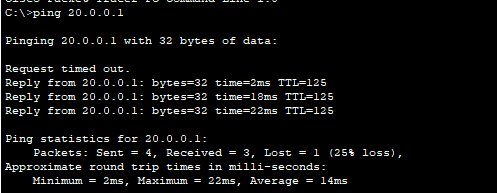 Cisco Packet Tracer PC Command Line 1.0
C:\>ping 20.0.0.1
Pinging 20.0.0.1 with 32 bytes of data:
Request timed out.
Reply from 20.0.0.1: bytes=32 time=2ms TTL=125
Reply from 20.0.0.1: bytes=32 time=18ms TTL=125
Reply from 20.0.0.1: bytes=32 time=22ms TTL=125
Ping statistics for 20.0.0.1:
Packets: Sent = 4, Received = 3, Lost = 1 (25% loss),
Approximate round trip times in milli-seconds:
Minimum = 2ms, Maximum = 22ms, Average = 14ms